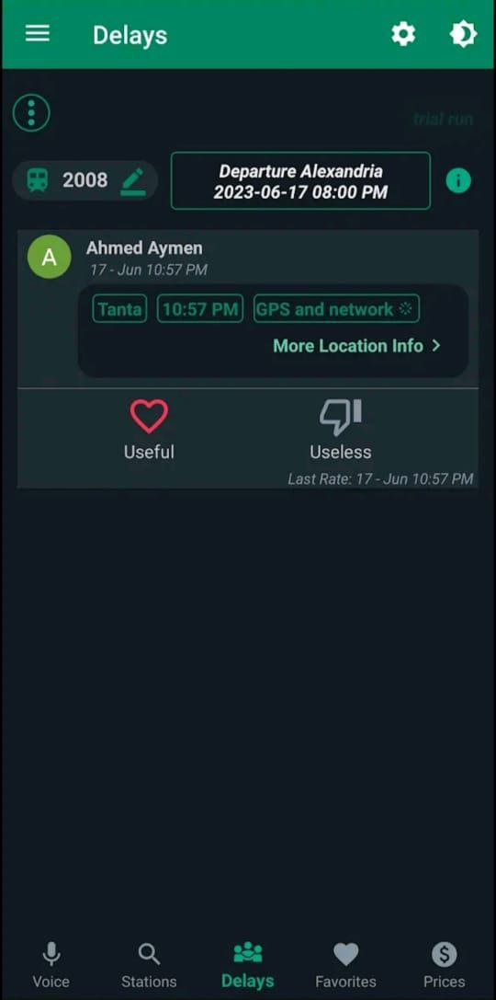 Delays
trial run
2008
Departure Alexandria
2023-06-17 08:00 PM
A
Ahmed Aymen
17 - Jun 10:57 PM
Tanta 10:57 PM GPS and network
More Location Info >
Useful Useless
Last Rate: 17 - Jun 10:57 PM
Voice Stations Delays Favorites Prices